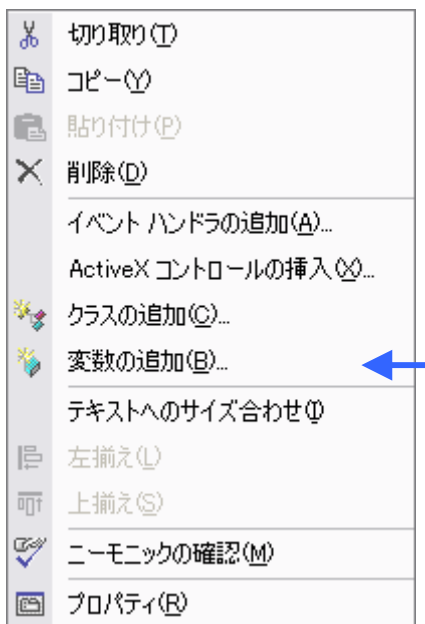 切り取り(T)
コピー(Y)
貼り付け(P)
削除(D)
イベント ハンドラの追加(A)...
ActiveX コントロールの挿入(X)...
クラスの追加(C)...
変数の追加(B)...
テキストへのサイズ合わせ(I)
左揃え(L)
上揃え(S)
ニーモニックの確認(M)
プロパティ(R)